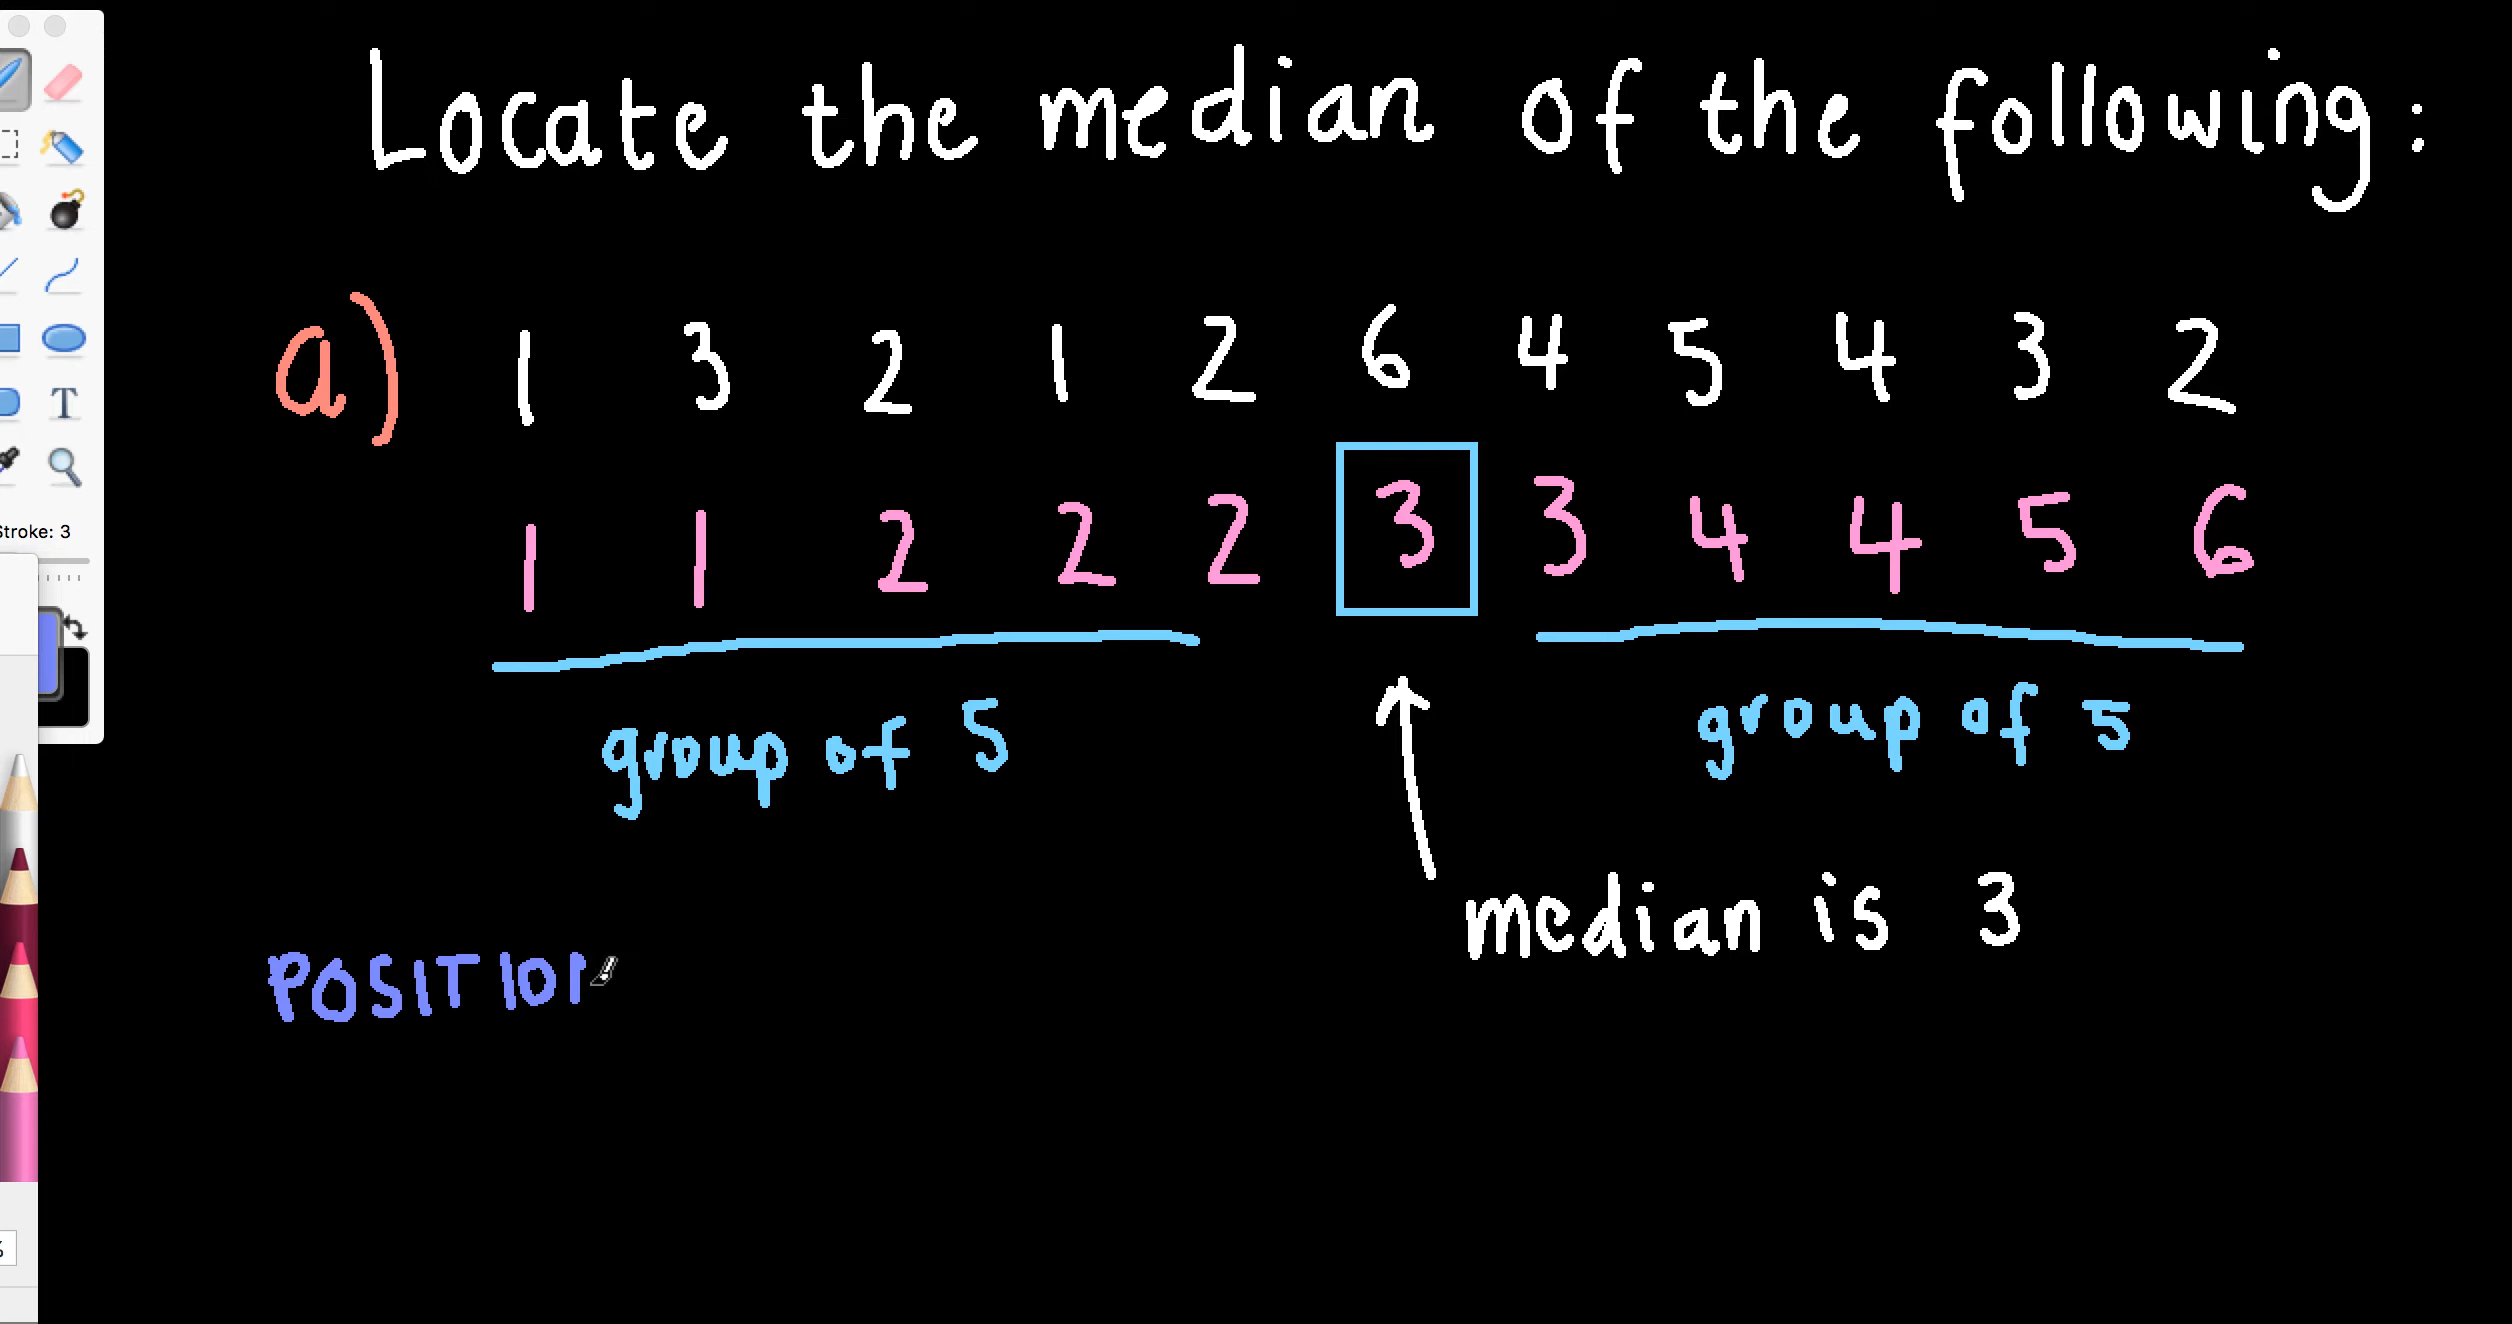 Locate the median of the following:
a) 1 3 2 1 2 6 4 5 4 3 2
1 1 2 2 2 3 3 4 4 5 6
Stroke: 3
group of 5 group of 5
median is 3
POSITION
T
%